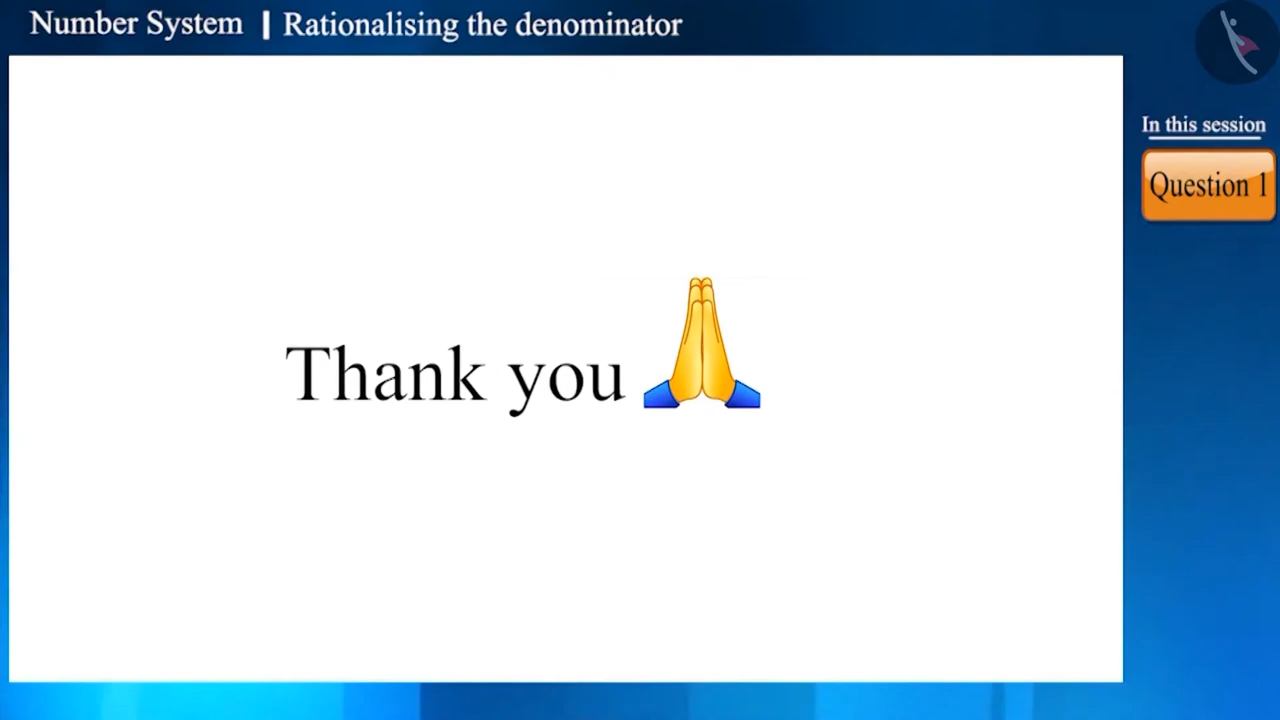 Number System | Rationalising the denominator
In this session
Question 1
Thank you 🙏